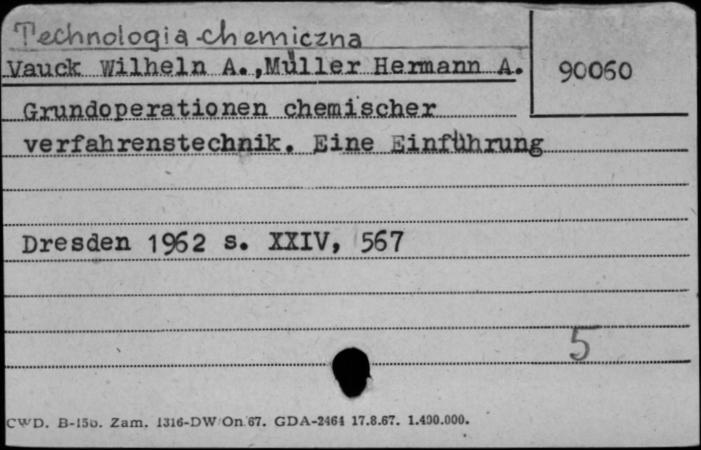 Technologia chemiczna
Vauck Wilheln A., Müller Hermann A.
90060
Grundoperationen chemischer
verfahrenstechnik. Eine Einführung
Dresden 1962 s. XXIV, 567
5
CWD. B-15b. Zam. 1316-DW/On/67. GDA-2464 17.8.67. 1.400.000.